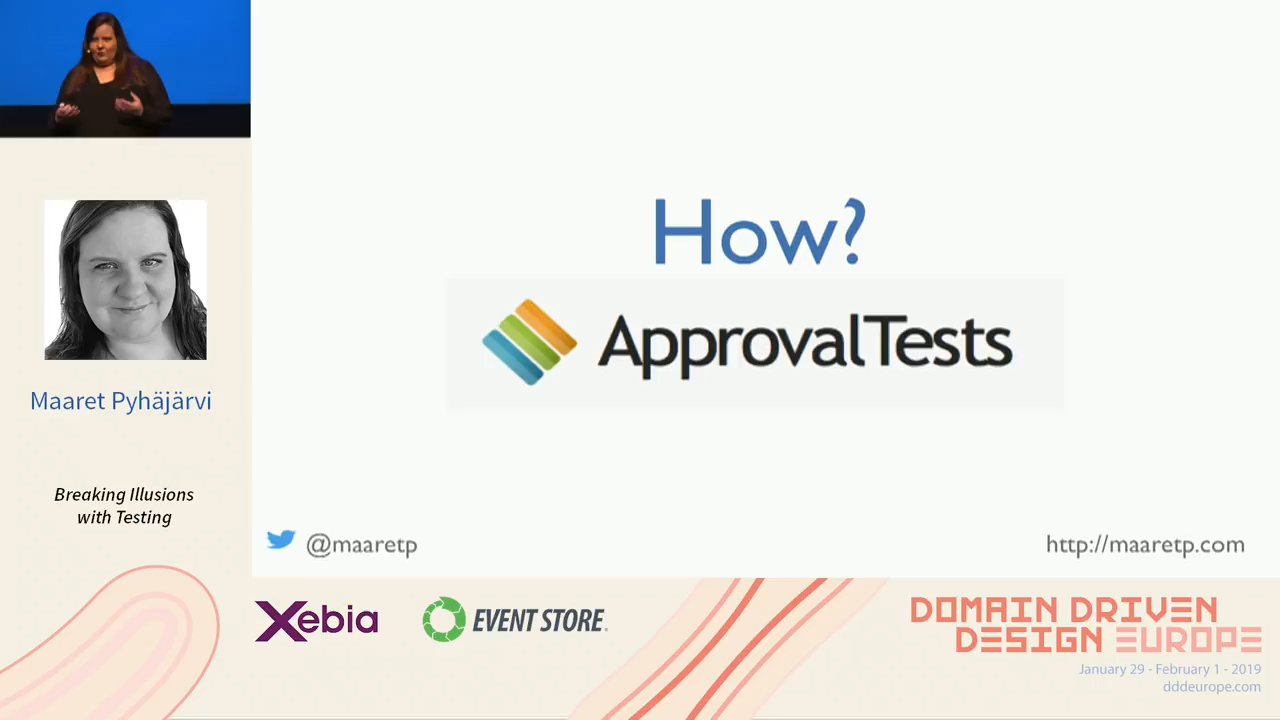 How?
ApprovalTests
Maaret Pyhäjärvi
Breaking Illusions
with Testing
@maaretp
http://maaretp.com
Xebia
EVENT STORE.
DOMAIN DRIVEN
DESIGN EUROPE
January 29 - February 1 - 2019
dddeurope.com